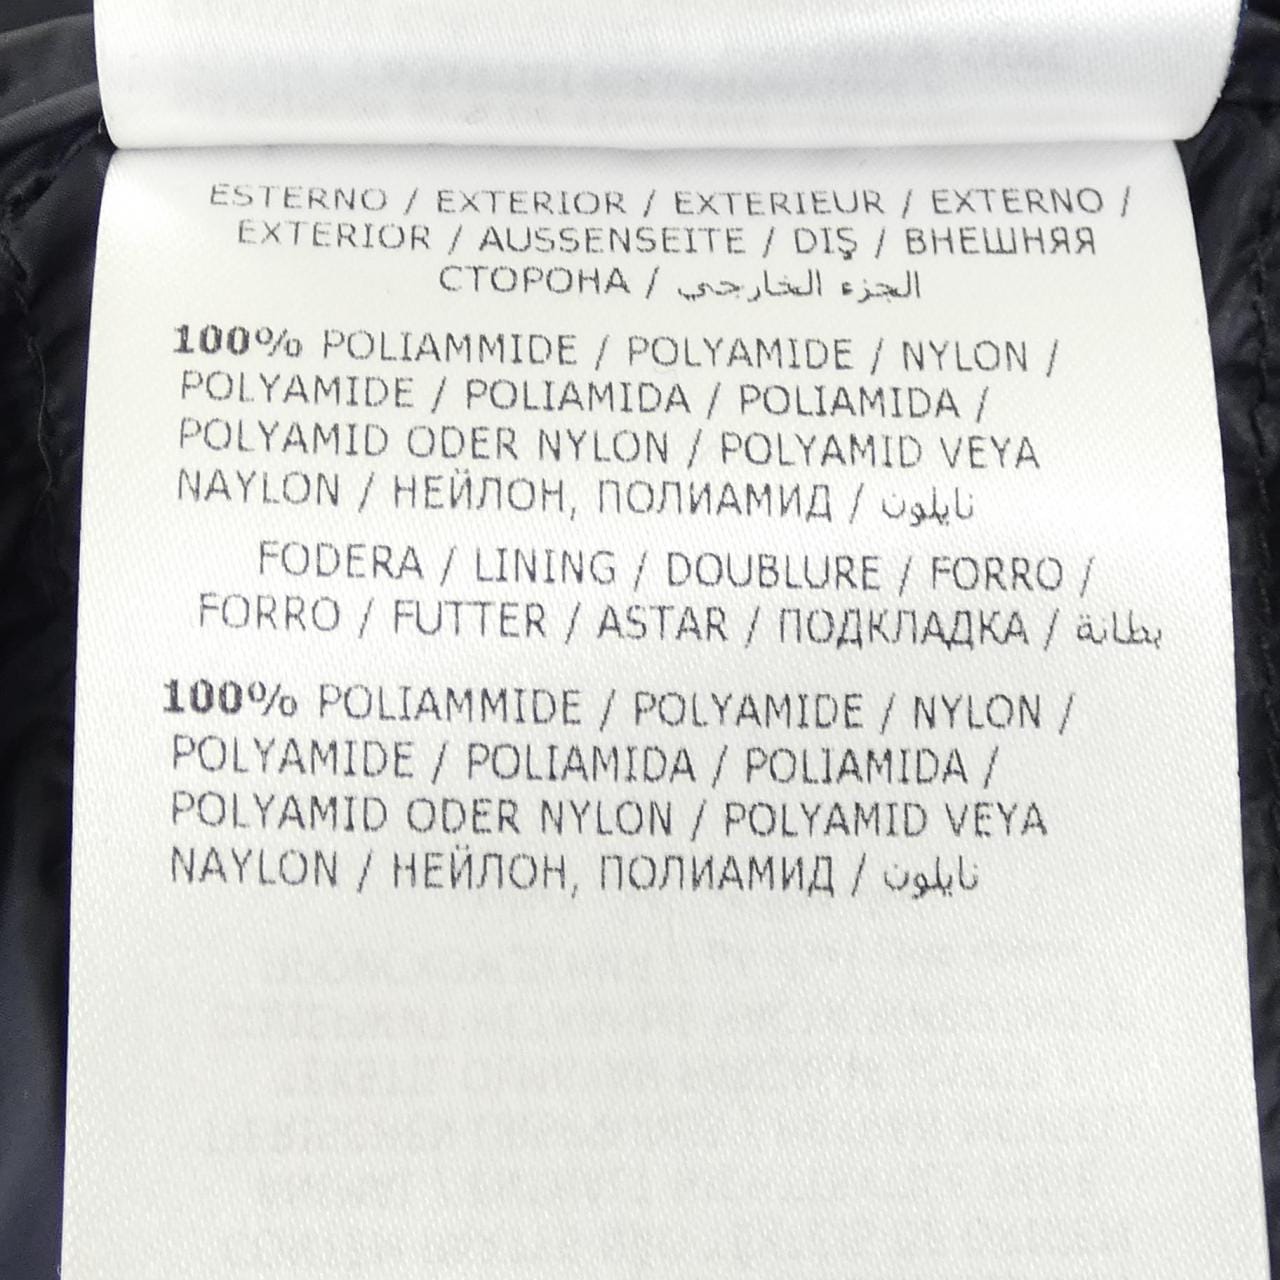 ESTERNO / EXTERIOR / EXTERIEUR / EXTERNO /
EXTERIOR / AUSSENSEITE / DIŞ / ВНЕШНЯЯ
СТОРОНА / الجزء الخارجي
100% POLIAMMIDE / POLYAMIDE / NYLON /
POLYAMIDE / POLIAMIDA / POLIAMIDA /
POLYAMID ODER NYLON / POLYAMID VEYA
NAYLON / НЕЙЛОН, ПОЛИАМИД / نايلون
FODERA / LINING / DOUBLURE / FORRO /
FORRO / FUTTER / ASTAR / ПОДКЛАДКА / بطانة
100% POLIAMMIDE / POLYAMIDE / NYLON /
POLYAMIDE / POLIAMIDA / POLIAMIDA /
POLYAMID ODER NYLON / POLYAMID VEYA
NAYLON / НЕЙЛОН, ПОЛИАМИД / نايلون